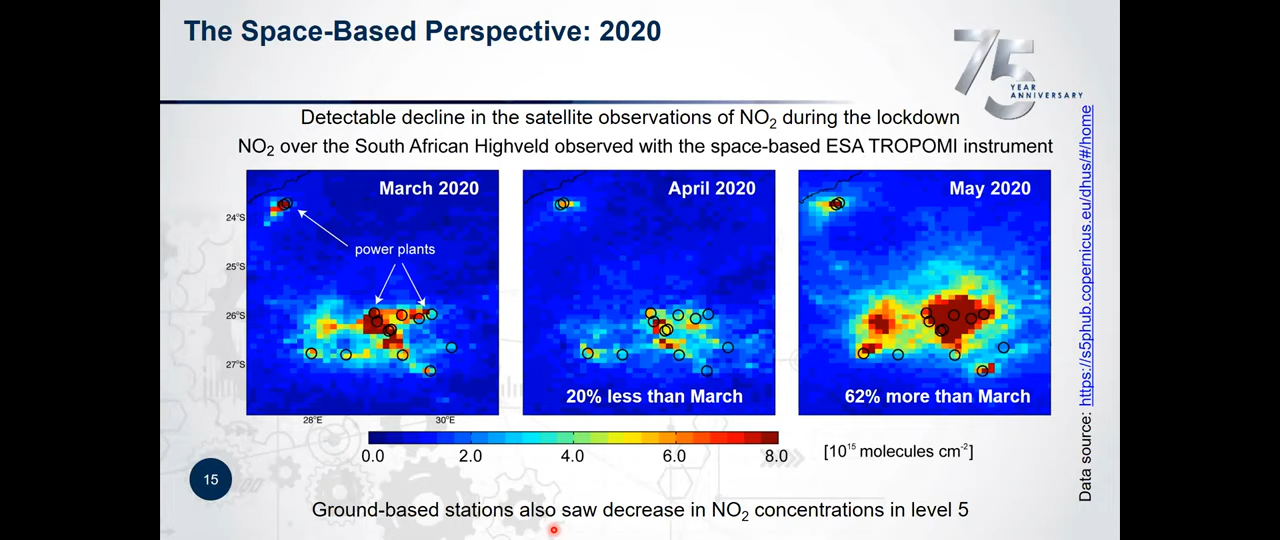 The Space-Based Perspective: 2020
75
YEAR
ANNIVERSARY
Detectable decline in the satellite observations of NO₂ during the lockdown
NO₂ over the South African Highveld observed with the space-based ESA TROPOMI instrument
March 2020
April 2020
May 2020
24°S
power plants
25°S
26°S
27°S
20% less than March
62% more than March
28°E
30°E
0.0
2.0
4.0
6.0
8.0
[10¹⁵ molecules cm⁻²]
Data source: https://s5phub.copernicus.eu/dhus/#/home
15
Ground-based stations also saw decrease in NO₂ concentrations in level 5